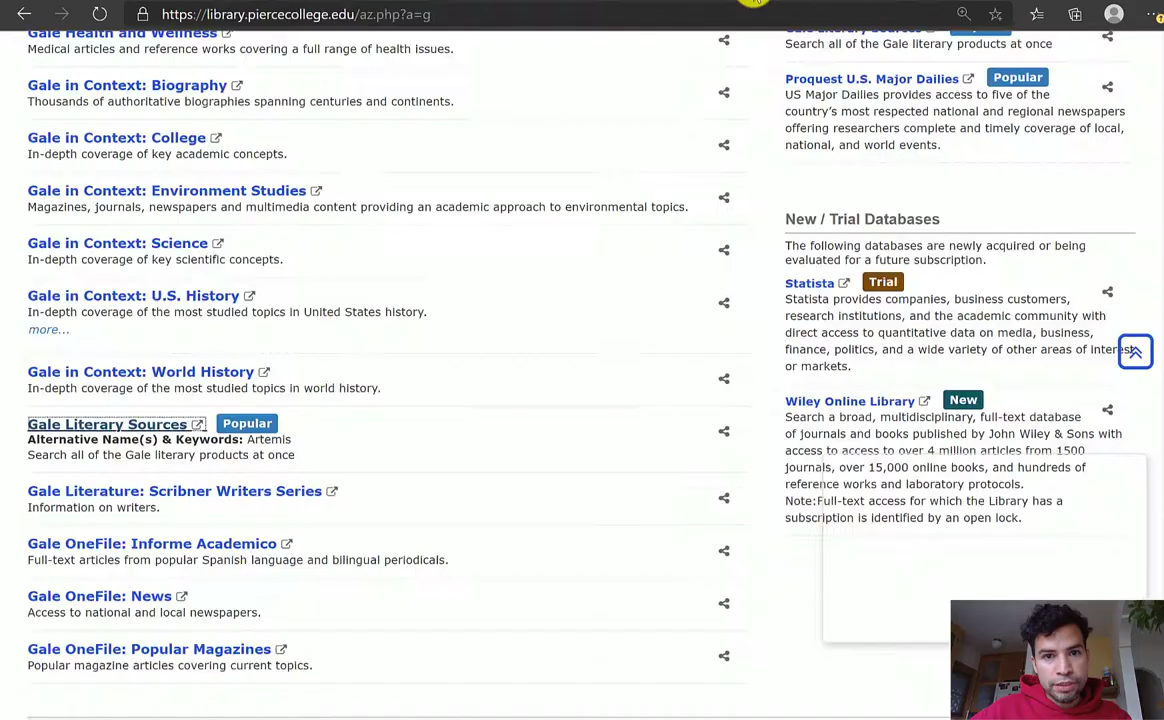 https://library.piercecollege.edu/az.php?a=g
Gale Health and Wellness
Medical articles and reference works covering a full range of health issues.
Gale in Context: Biography
Thousands of authoritative biographies spanning centuries and continents.
Gale in Context: College
In-depth coverage of key academic concepts.
Gale in Context: Environment Studies
Magazines, journals, newspapers and multimedia content providing an academic approach to environmental topics.
Gale in Context: Science
In-depth coverage of key scientific concepts.
Gale in Context: U.S. History
In-depth coverage of the most studied topics in United States history.
more...
Gale in Context: World History
In-depth coverage of the most studied topics in world history.
Gale Literary Sources Popular
Alternative Name(s) & Keywords: Artemis
Search all of the Gale literary products at once
Gale Literature: Scribner Writers Series
Information on writers.
Gale OneFile: Informe Academico
Full-text articles from popular Spanish language and bilingual periodicals.
Gale OneFile: News
Access to national and local newspapers.
Gale OneFile: Popular Magazines
Popular magazine articles covering current topics.
Search all of the Gale literary products at once
Proquest U.S. Major Dailies Popular
US Major Dailies provides access to five of the
country's most respected national and regional newspapers
offering researchers complete and timely coverage of local,
national, and world events.
New / Trial Databases
The following databases are newly acquired or being
evaluated for a future subscription.
Statista Trial
Statista provides companies, business customers,
research institutions, and the academic community with
direct access to quantitative data on media, business,
finance, politics, and a wide variety of other areas of interest
or markets.
Wiley Online Library New
Search a broad, multidisciplinary, full-text database
of journals and books published by John Wiley & Sons with
access to access to over 4 million articles from 1500
journals, over 15,000 online books, and hundreds of
reference works and laboratory protocols.
Note:Full-text access for which the Library has a
subscription is identified by an open lock.